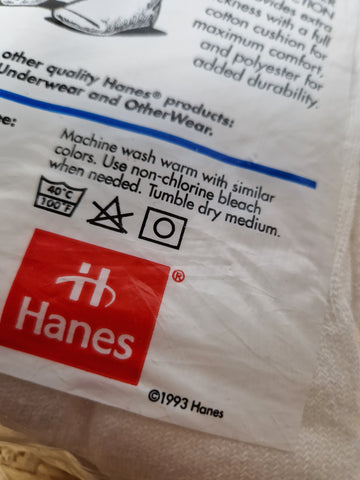 extra
with a full
cotton cushion for
maximum comfort,
and polyester for
added durability.
other quality Hanes® products:
Underwear and OtherWear.
Machine wash warm with similar
colors. Use non-chlorine bleach
when needed. Tumble dry medium.
40°C
100°F
H
Hanes®
©1993 Hanes